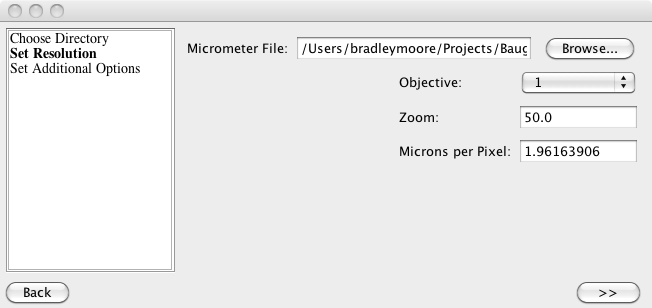 Choose Directory
Set Resolution
Set Additional Options
Micrometer File: /Users/bradleymoore/Projects/Baug Browse...
Objective: 1
Zoom: 50.0
Microns per Pixel: 1.96163906
Back >>